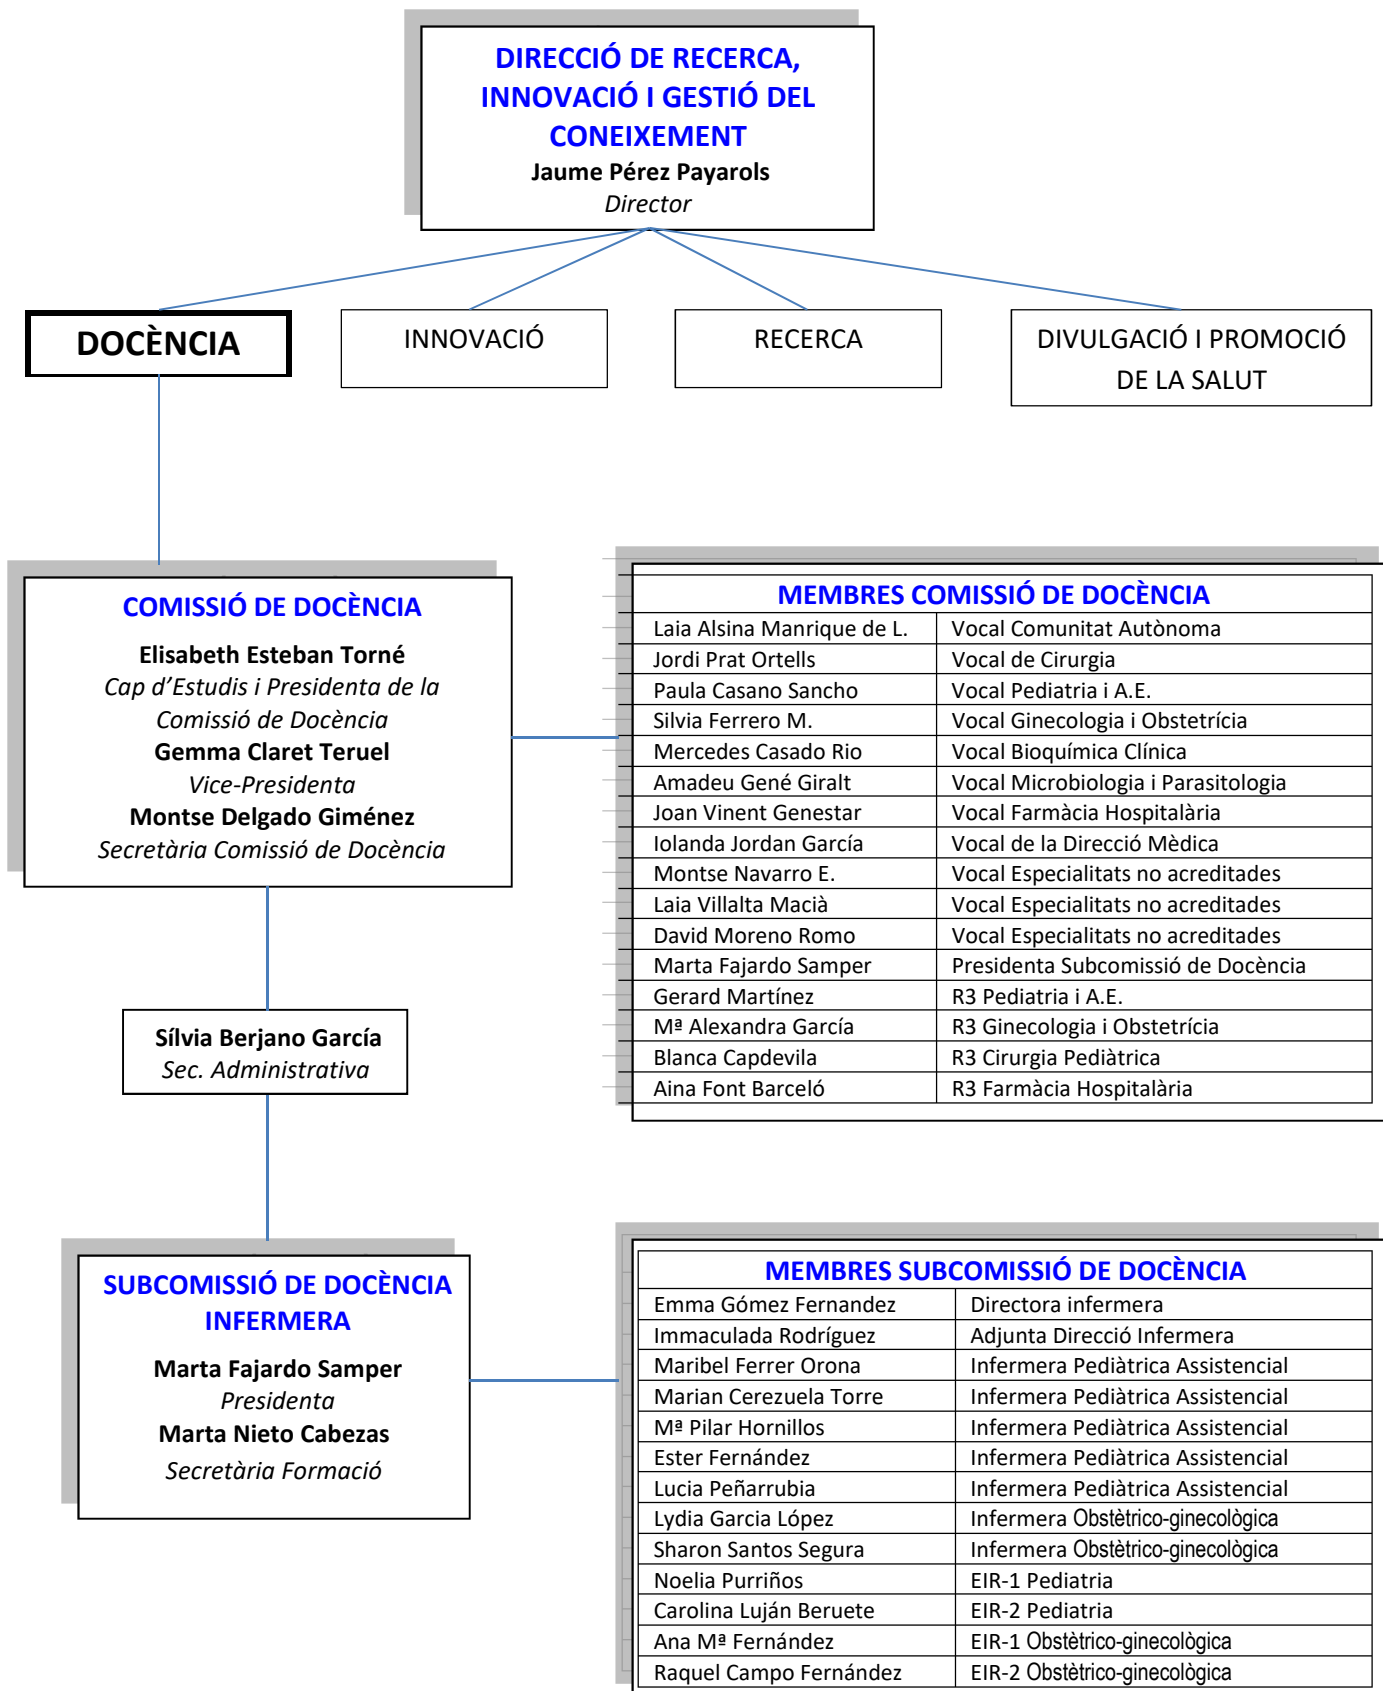 DIRECCIÓ DE RECERCA,
INNOVACIÓ I GESTIÓ DEL
CONEIXEMENT
Jaume Pérez Payarols
Director
DOCÈNCIA
INNOVACIÓ
RECERCA
DIVULGACIÓ I PROMOCIÓ
DE LA SALUT
COMISSIÓ DE DOCÈNCIA
Elisabeth Esteban Torné
Cap d'Estudis i Presidenta de la
Comissió de Docència
Gemma Claret Teruel
Vice-Presidenta
Montse Delgado Giménez
Secretària Comissió de Docència
MEMBRES COMISSIÓ DE DOCÈNCIA
Laia Alsina Manrique de L. Vocal Comunitat Autònoma
Jordi Prat Ortells Vocal de Cirurgia
Paula Casano Sancho Vocal Pediatria i A.E.
Silvia Ferrero M. Vocal Ginecologia i Obstetrícia
Mercedes Casado Rio Vocal Bioquímica Clínica
Amadeu Gené Giralt Vocal Microbiologia i Parasitologia
Joan Vinent Genestar Vocal Farmàcia Hospitalària
Iolanda Jordan García Vocal de la Direcció Mèdica
Montse Navarro E. Vocal Especialitats no acreditades
Laia Villalta Macià Vocal Especialitats no acreditades
David Moreno Romo Vocal Especialitats no acreditades
Marta Fajardo Samper Presidenta Subcomissió de Docència
Gerard Martínez R3 Pediatria i A.E.
Mª Alexandra García R3 Ginecologia i Obstetrícia
Blanca Capdevila R3 Cirurgia Pediàtrica
Aina Font Barceló R3 Farmàcia Hospitalària
Sílvia Berjano García
Sec. Administrativa
SUBCOMISSIÓ DE DOCÈNCIA
INFERMERA
Marta Fajardo Samper
Presidenta
Marta Nieto Cabezas
Secretària Formació
MEMBRES SUBCOMISSIÓ DE DOCÈNCIA
Emma Gómez Fernandez Directora infermera
Immaculada Rodríguez Adjunta Direcció Infermera
Maribel Ferrer Orona Infermera Pediàtrica Assistencial
Marian Cerezuela Torre Infermera Pediàtrica Assistencial
Mª Pilar Hornillos Infermera Pediàtrica Assistencial
Ester Fernández Infermera Pediàtrica Assistencial
Lucia Peñarrubia Infermera Pediàtrica Assistencial
Lydia Garcia López Infermera Obstètrico-ginecològica
Sharon Santos Segura Infermera Obstètrico-ginecològica
Noelia Purriños EIR-1 Pediatria
Carolina Luján Beruete EIR-2 Pediatria
Ana Mª Fernández EIR-1 Obstètrico-ginecològica
Raquel Campo Fernández EIR-2 Obstètrico-ginecològica